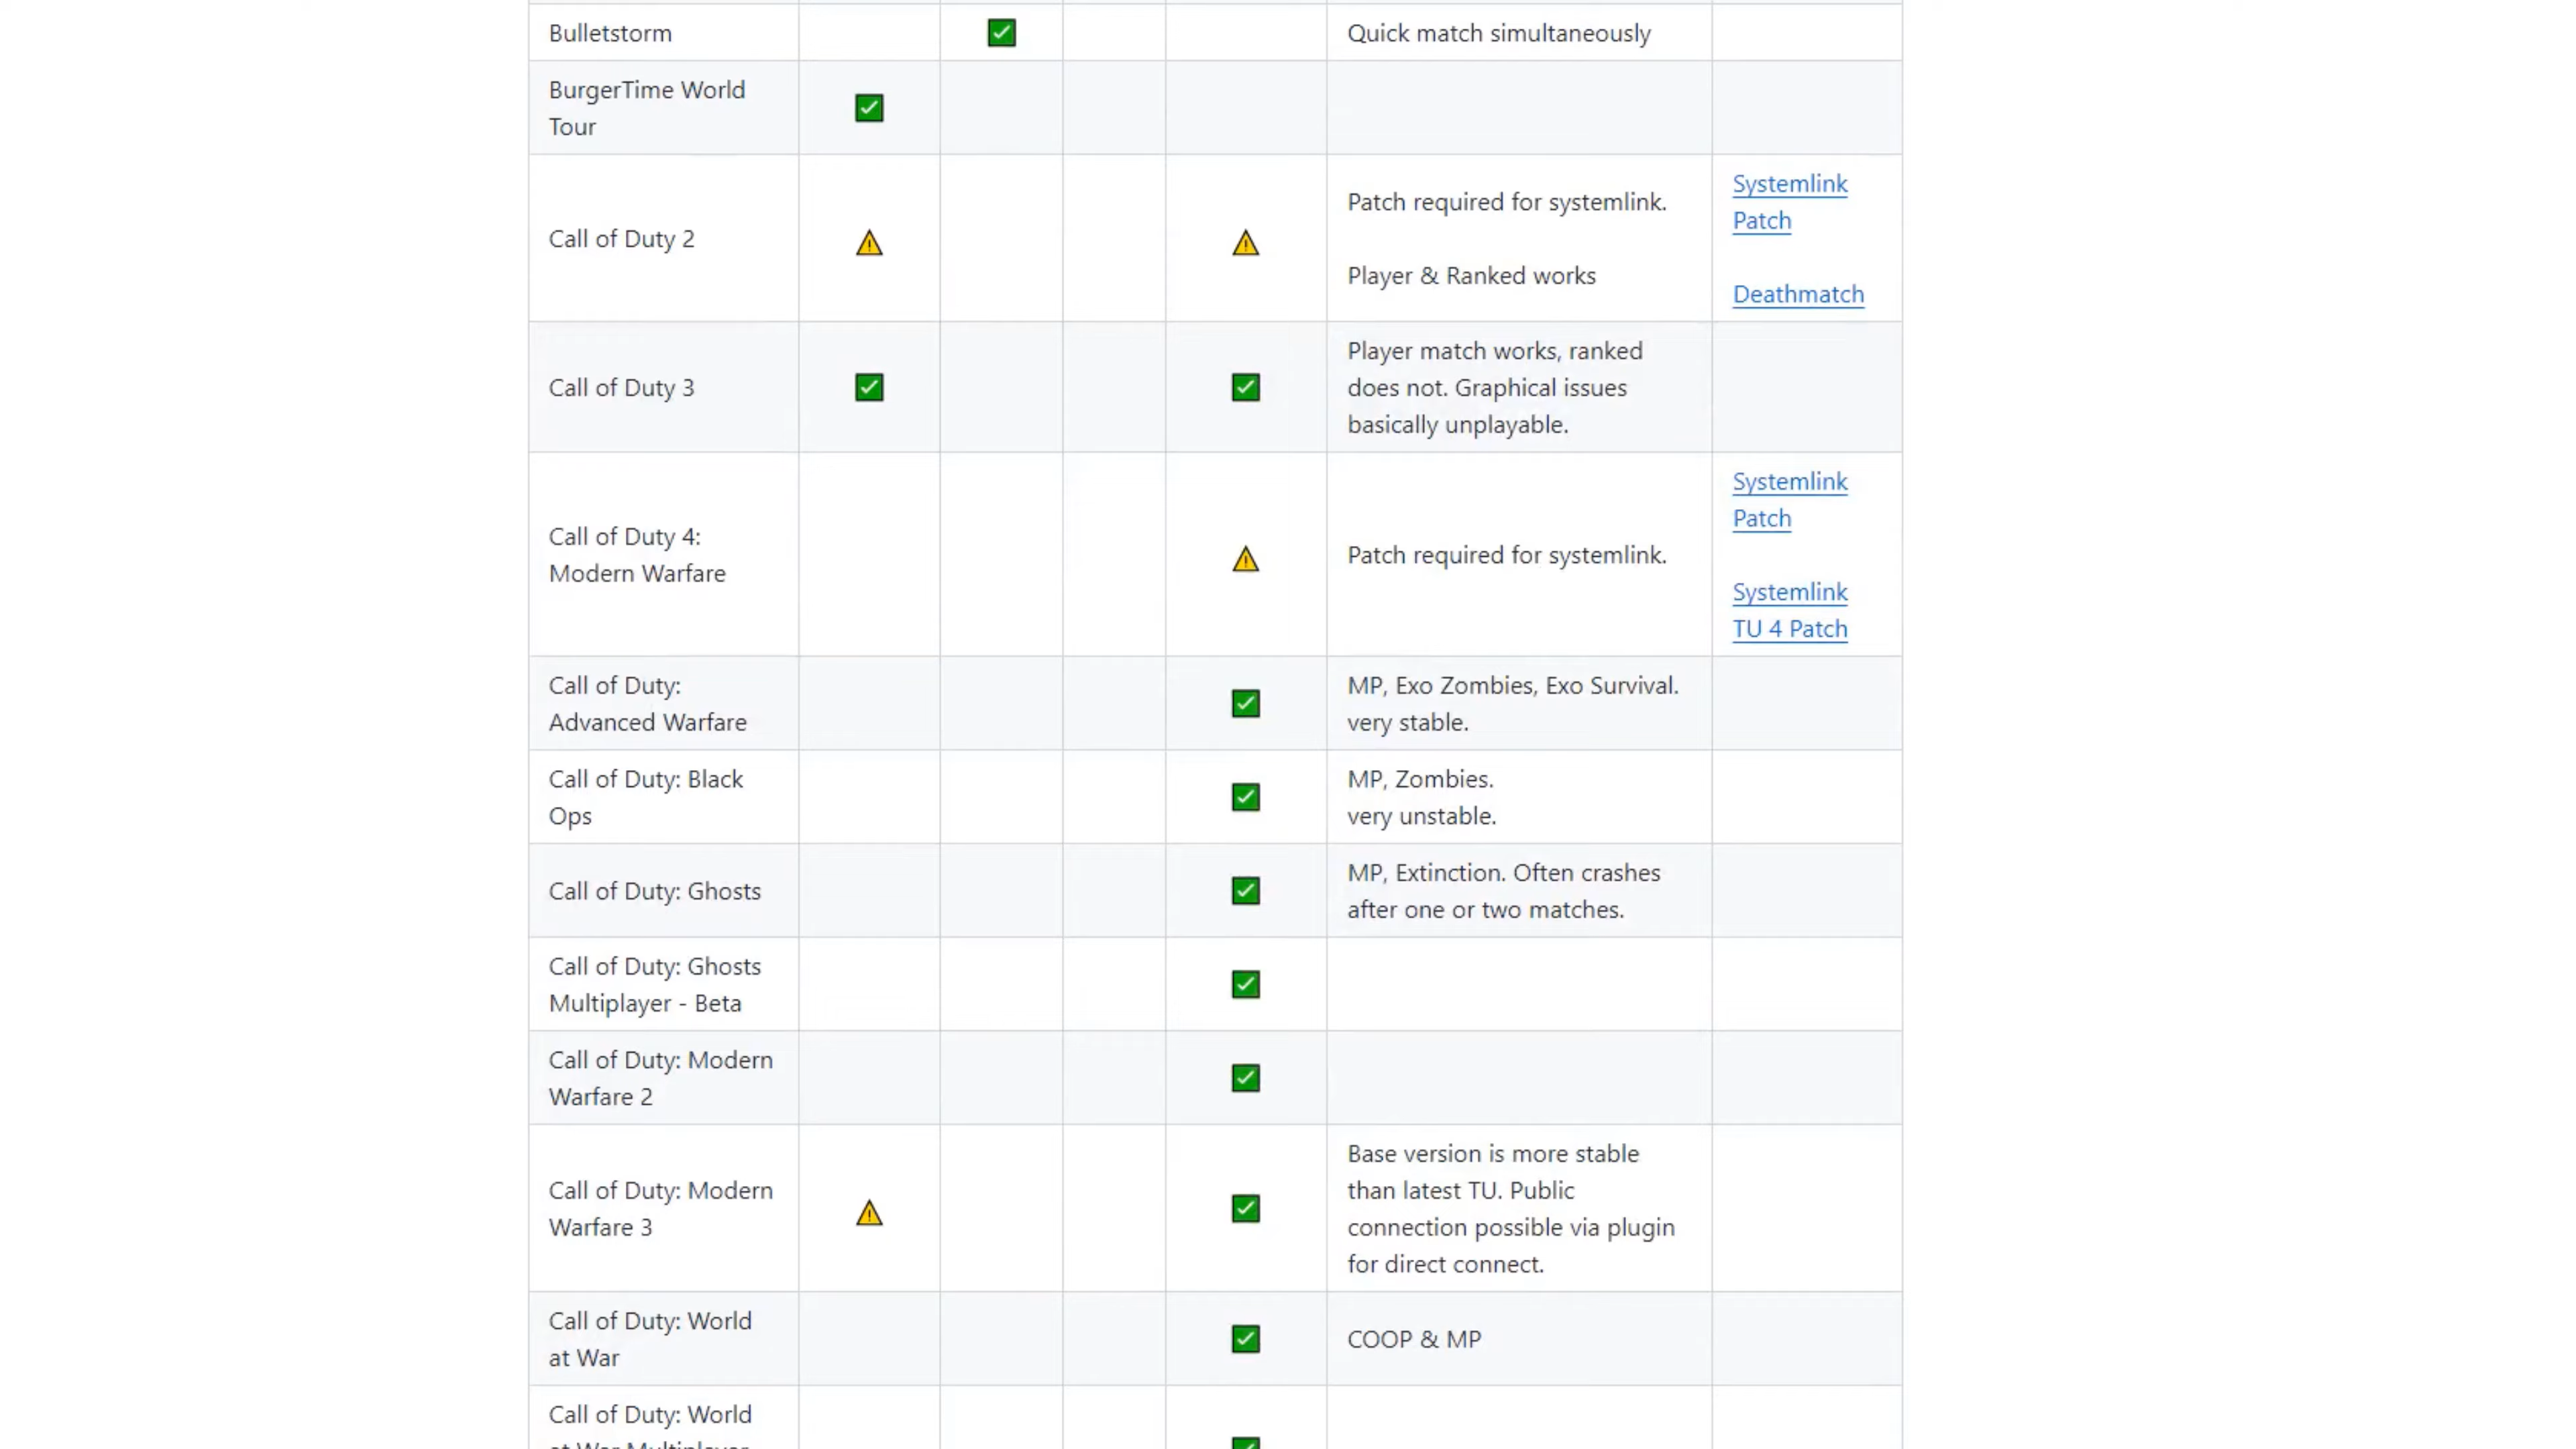 Bulletstorm
Quick match simultaneously
BurgerTime World
Tour
Call of Duty 2
Patch required for systemlink.
Player & Ranked works
Systemlink
Patch
Deathmatch
Call of Duty 3
Player match works, ranked
does not. Graphical issues
basically unplayable.
Call of Duty 4:
Modern Warfare
Patch required for systemlink.
Systemlink
Patch
Systemlink
TU 4 Patch
Call of Duty:
Advanced Warfare
MP, Exo Zombies, Exo Survival.
very stable.
Call of Duty: Black
Ops
MP, Zombies.
very unstable.
Call of Duty: Ghosts
MP, Extinction. Often crashes
after one or two matches.
Call of Duty: Ghosts
Multiplayer - Beta
Call of Duty: Modern
Warfare 2
Call of Duty: Modern
Warfare 3
Base version is more stable
than latest TU. Public
connection possible via plugin
for direct connect.
Call of Duty: World
at War
COOP & MP
Call of Duty: World
at War Multiplayer